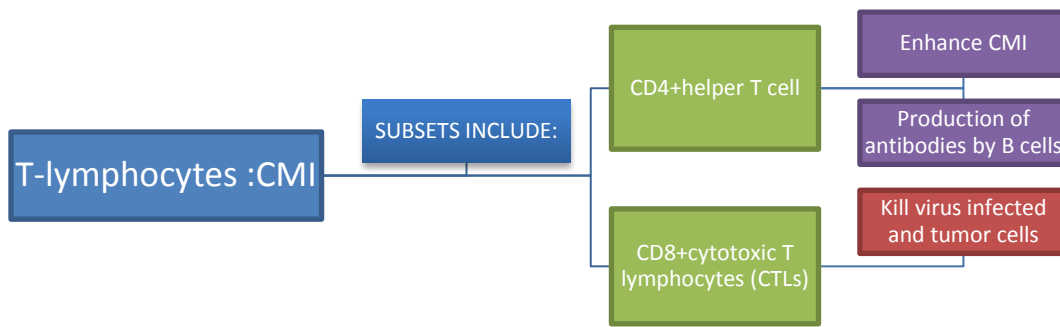 T-lymphocytes :CMI
SUBSETS INCLUDE:
CD4+helper T cell
Enhance CMI
Production of
antibodies by B cells
CD8+cytotoxic T
lymphocytes (CTLs)
Kill virus infected
and tumor cells